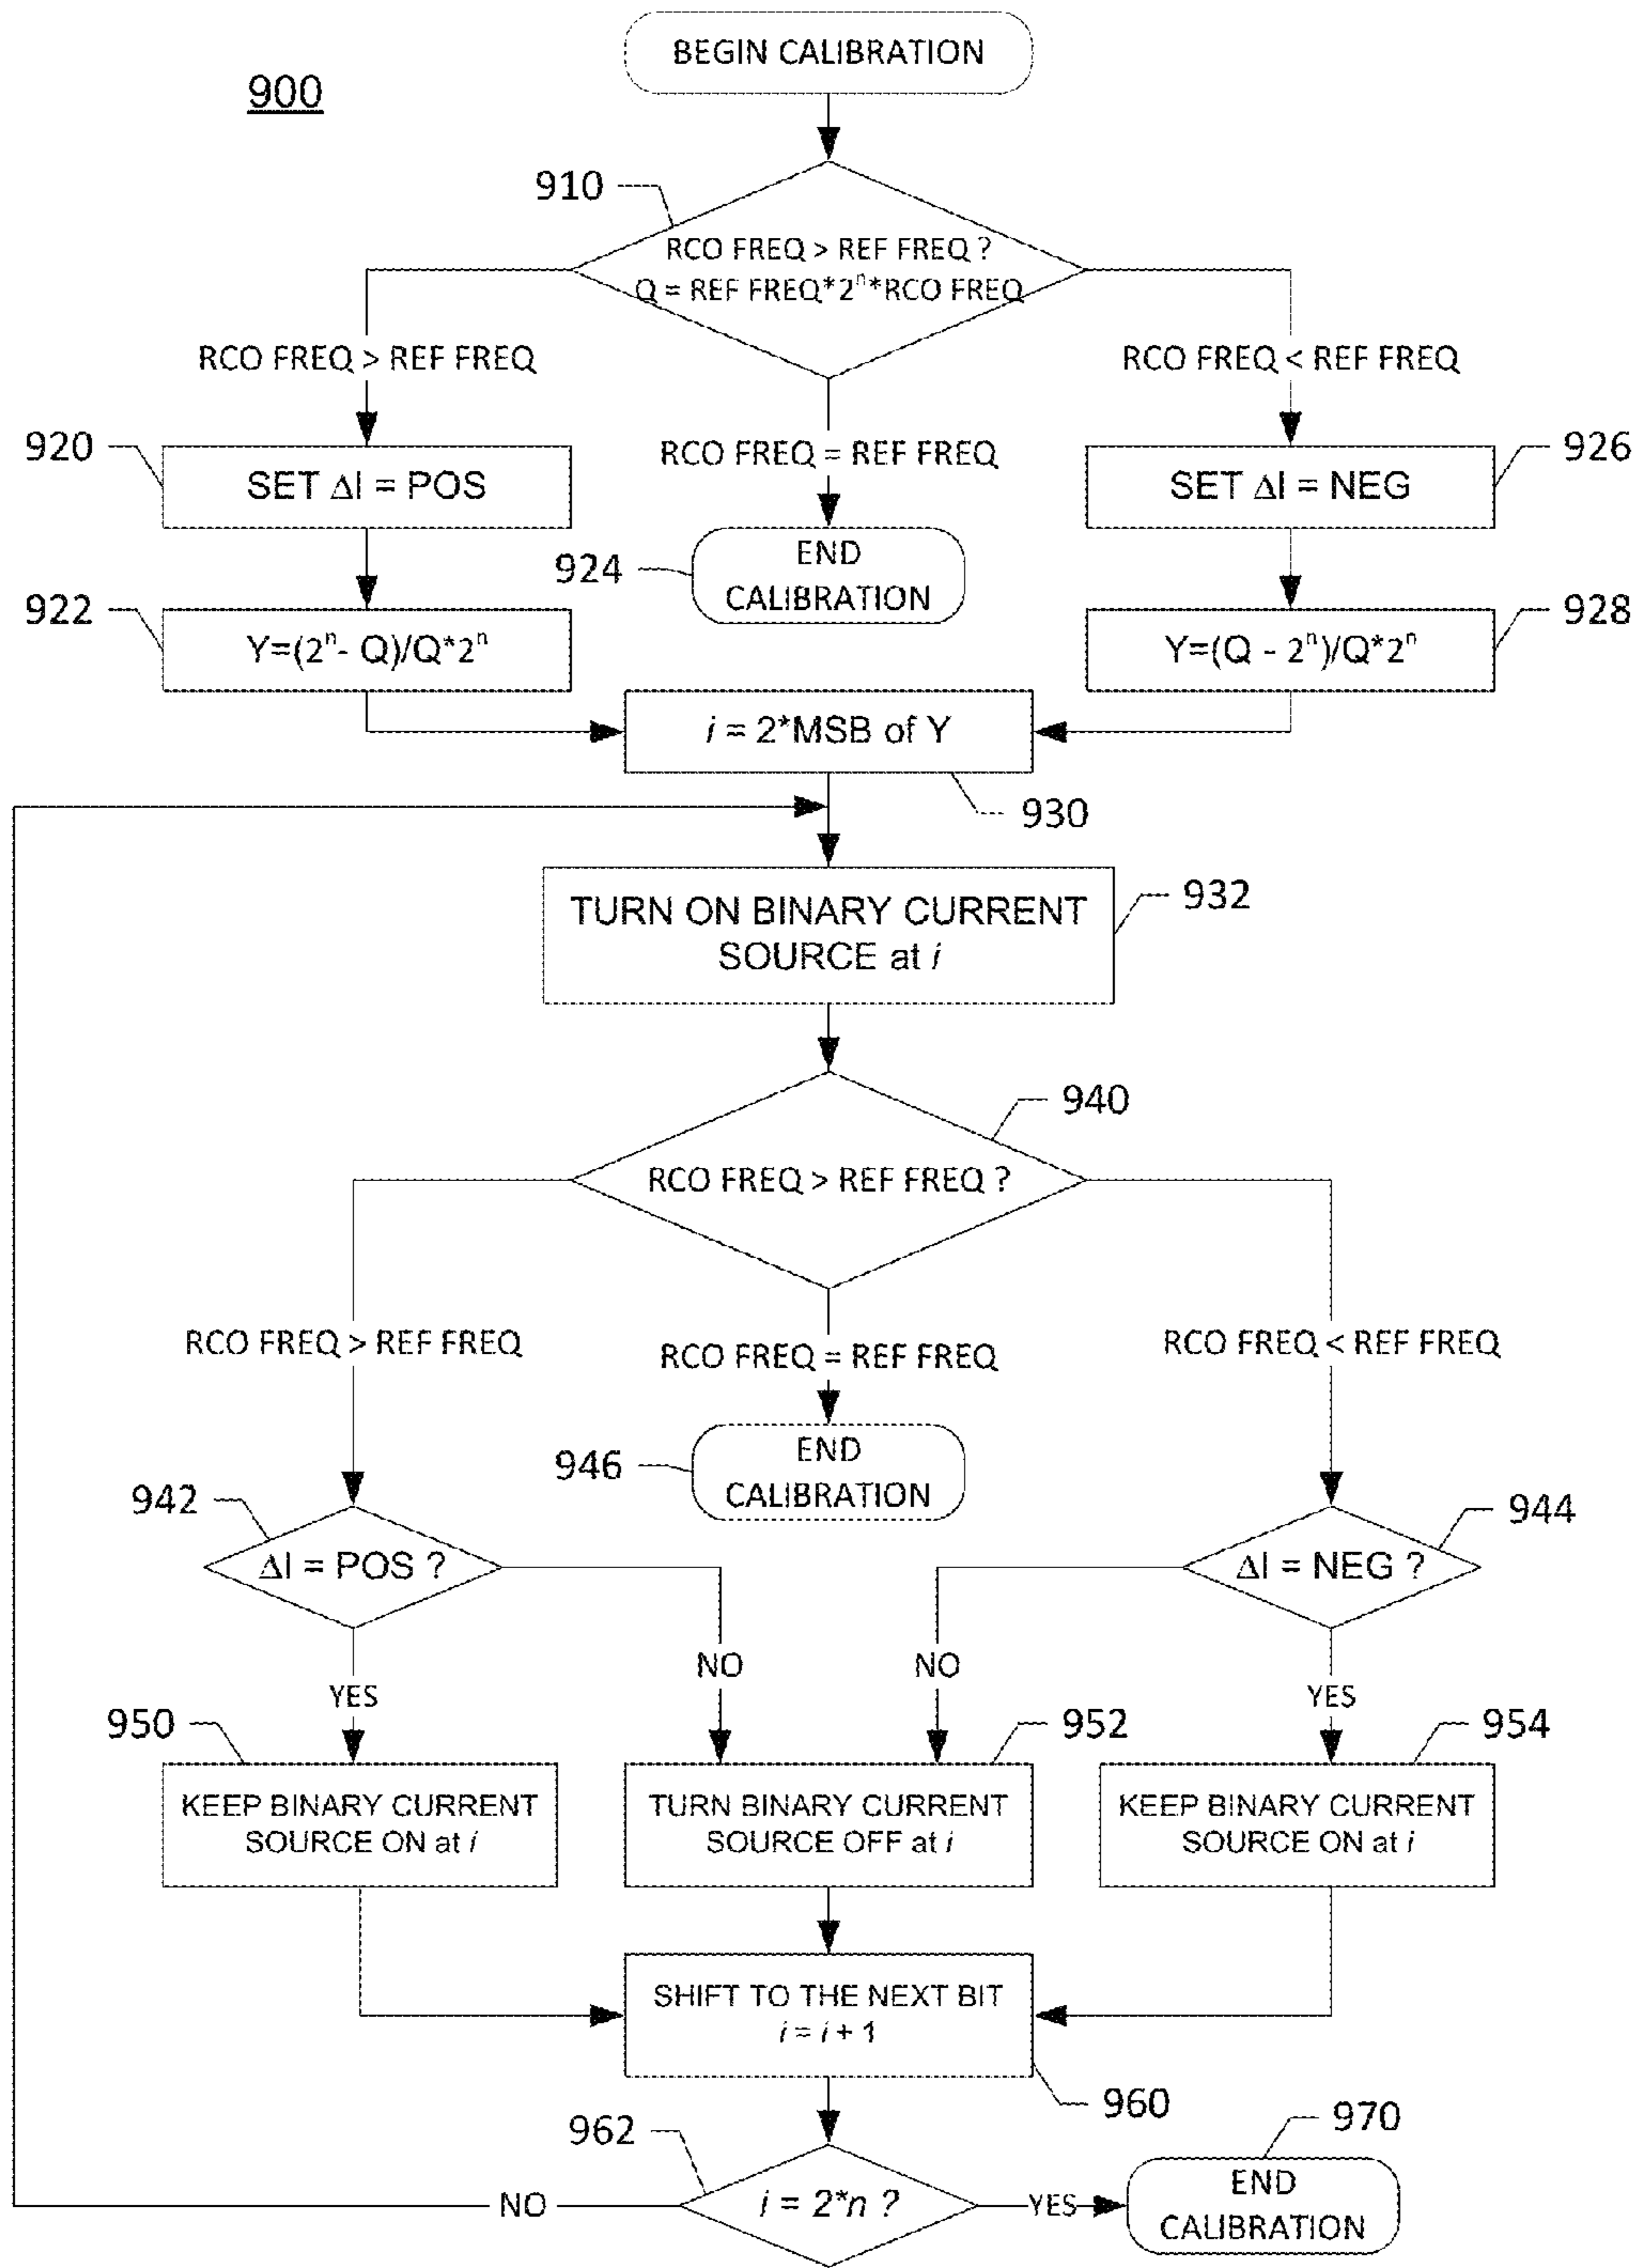 BEGIN CALIBRATION
900
910
RCO FREQ > REF FREQ ?
Q = REF FREQ*2ⁿ*RCO FREQ
RCO FREQ > REF FREQ
RCO FREQ < REF FREQ
920
SET ΔI = POS
RCO FREQ = REF FREQ
SET ΔI = NEG
926
924
END
CALIBRATION
922
Y=(2ⁿ- Q)/Q*2ⁿ
Y=(Q - 2ⁿ)/Q*2ⁿ
928
i = 2*MSB of Y
930
TURN ON BINARY CURRENT
SOURCE at i
932
940
RCO FREQ > REF FREQ ?
RCO FREQ > REF FREQ
RCO FREQ = REF FREQ
RCO FREQ < REF FREQ
946
END
CALIBRATION
942
ΔI = POS ?
944
ΔI = NEG ?
NO
NO
YES
YES
950
952
954
KEEP BINARY CURRENT
SOURCE ON at i
TURN BINARY CURRENT
SOURCE OFF at i
KEEP BINARY CURRENT
SOURCE ON at i
SHIFT TO THE NEXT BIT
i = i + 1
960
962
970
NO
i = 2*n ?
YES
END
CALIBRATION